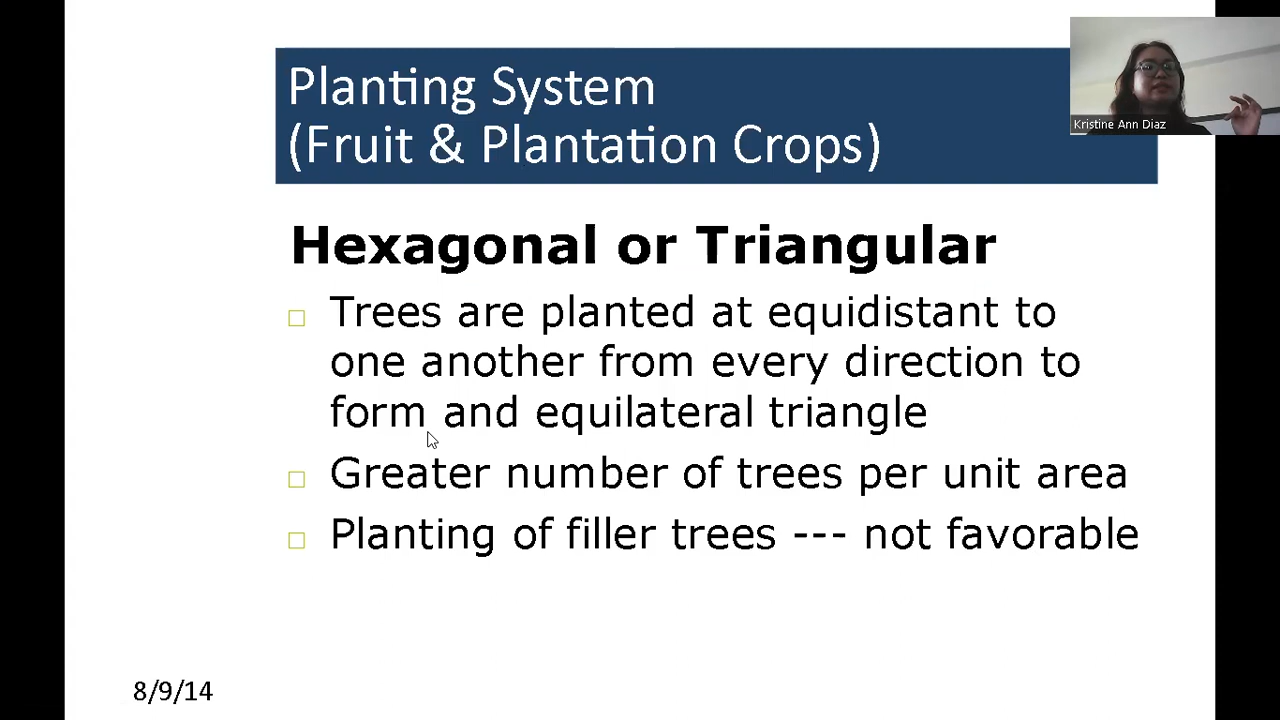 Planting System
(Fruit & Plantation Crops)
Kristine Ann Diaz
Hexagonal or Triangular
Trees are planted at equidistant to
one another from every direction to
form and equilateral triangle
Greater number of trees per unit area
Planting of filler trees --- not favorable
8/9/14